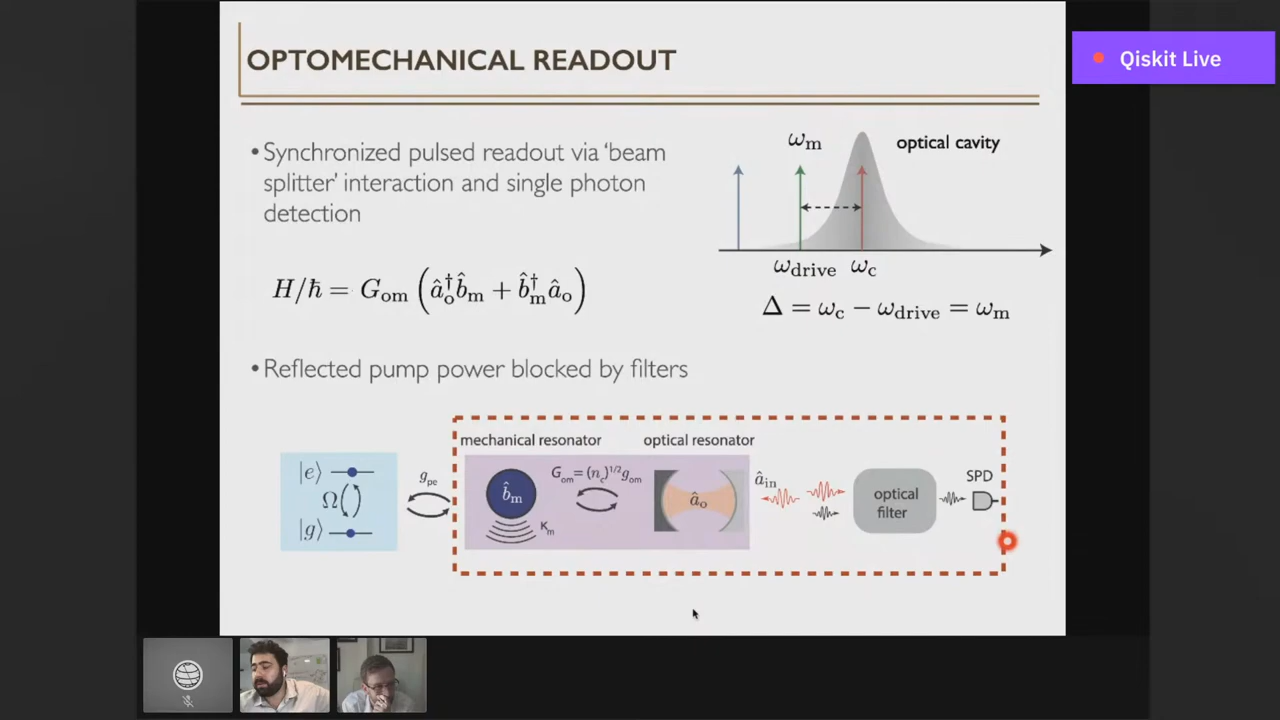 OPTOMECHANICAL READOUT
Qiskit Live
•Synchronized pulsed readout via ‘beam
splitter’ interaction and single photon
detection
H/ħ = G_om (â_o†b̂_m + b̂_m†â_o)
ω_m
optical cavity
ω_drive ω_c
Δ = ω_c − ω_drive = ω_m
•Reflected pump power blocked by filters
mechanical resonator
optical resonator
|e⟩
Ω
|g⟩
g_pe
b̂_m
κ_m
G_om = (n_c)^1/2 g_om
â_o
â_in
optical
filter
SPD